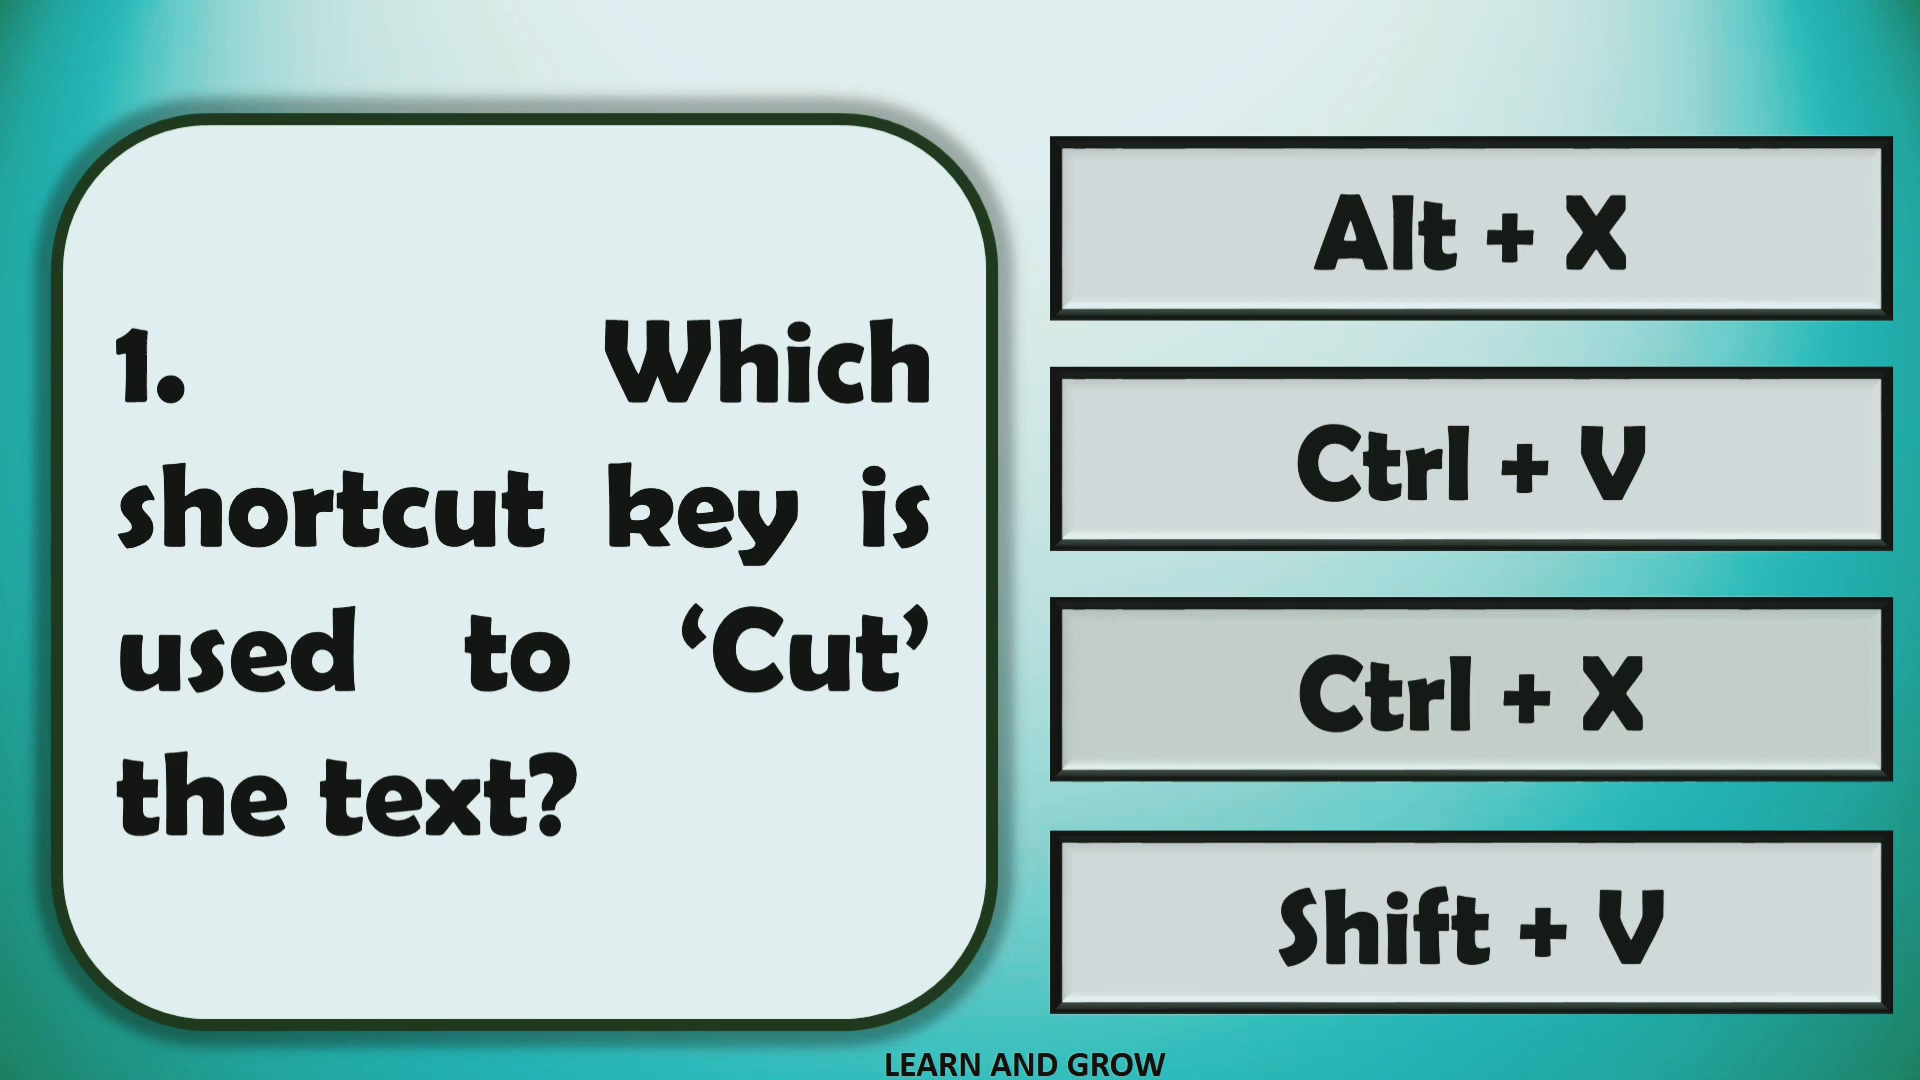 1. Which
shortcut key is
used to ‘Cut’
the text?
Alt + X
Ctrl + V
Ctrl + X
Shift + V
LEARN AND GROW